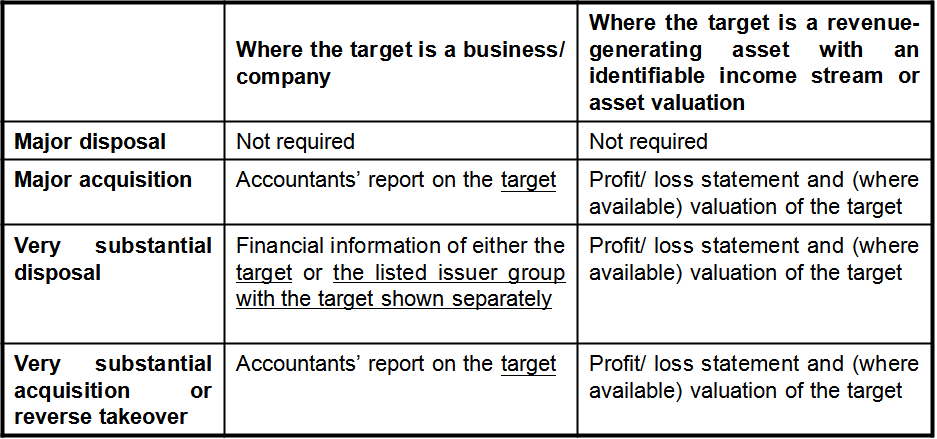 Where the target is a business/
company
Where the target is a revenue-
generating asset with an
identifiable income stream or
asset valuation
Major disposal
Not required
Not required
Major acquisition
Accountants’ report on the target
Profit/ loss statement and (where
available) valuation of the target
Very substantial
disposal
Financial information of either the
target or the listed issuer group
with the target shown separately
Profit/ loss statement and (where
available) valuation of the target
Very substantial
acquisition or
reverse takeover
Accountants’ report on the target
Profit/ loss statement and (where
available) valuation of the target